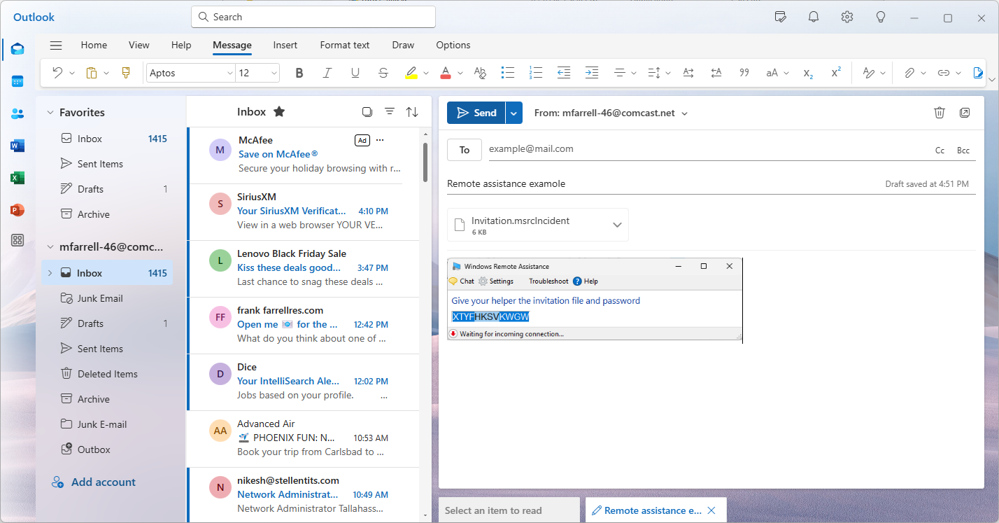 Outlook
Search
Home View Help Message Insert Format text Draw Options
Aptos 12
B I U S A A aA x₂ x²
Favorites
Inbox 1415
Sent Items
Drafts 1
Archive
mfarrell-46@comc...
Inbox 1415
Junk Email
Drafts 1
Sent Items
Deleted Items
Archive
Junk E-mail
Outbox
Add account
Inbox
M
McAfee Ad ...
Save on McAfee®
Secure your holiday browsing with r...
S
SiriusXM
Your SiriusXM Verificat... 4:10 PM
View in a web browser YOUR VE...
L
Lenovo Black Friday Sale
Kiss these deals good... 3:47 PM
Last chance to snag these deals ...
FF
frank farrellres.com
Open me 📧 for the ... 12:42 PM
What do you think about one of ...
D
Dice
Your IntelliSearch Ale... 12:02 PM
Jobs based on your profile. ...
AA
Advanced Air
🛩️ PHOENIX FUN: N... 10:53 AM
Book your trip from Carlsbad to ...
N
nikesh@stellentits.com
Network Administrat... 10:49 AM
Network Administrator Tallahass...
Send From: mfarrell-46@comcast.net
To example@mail.com Cc Bcc
Remote assistance examole Draft saved at 4:51 PM
Invitation.msrcIncident
6 KB
Windows Remote Assistance
Chat Settings Troubleshoot Help
Give your helper the invitation file and password
XTYFHKSVKWGW
Waiting for incoming connection...
Select an item to read
Remote assistance e...